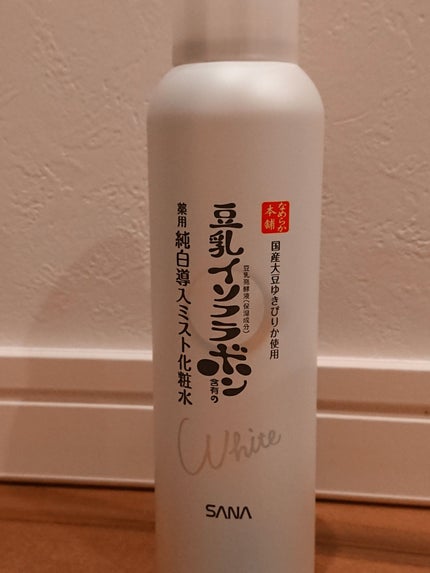 なめらか
本舗
国産大豆ゆきぴりか使用
豆乳イソフラボン
含有の
豆乳発酵液(保湿成分)
薬用 純白導入ミスト化粧水
White
SANA